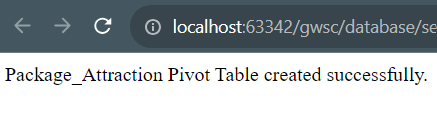 localhost:63342/gwsc/database/se
Package_Attraction Pivot Table created successfully.